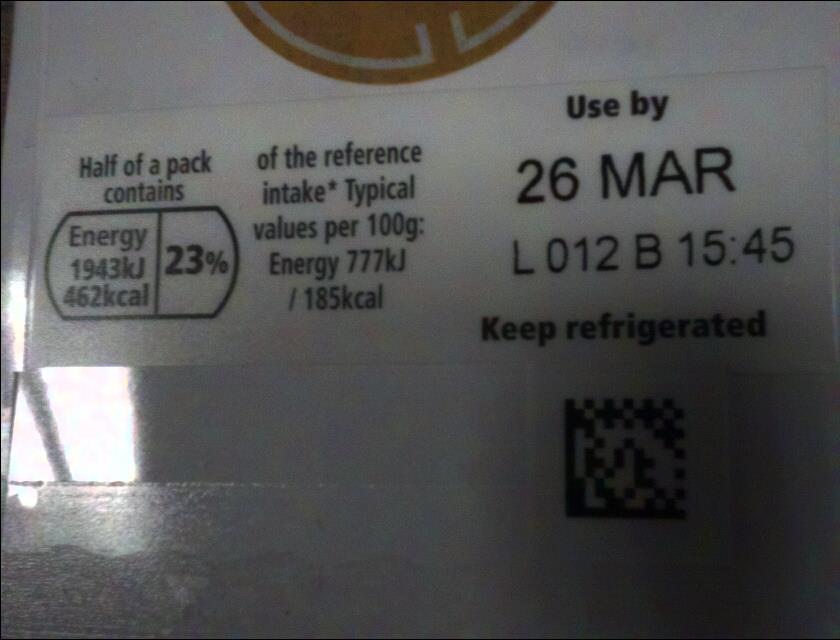 Half of a pack
contains
Energy
1943kJ
462kcal
23%
of the reference
intake* Typical
values per 100g:
Energy 777kJ
/ 185kcal
Use by
26 MAR
L 012 B 15:45
Keep refrigerated